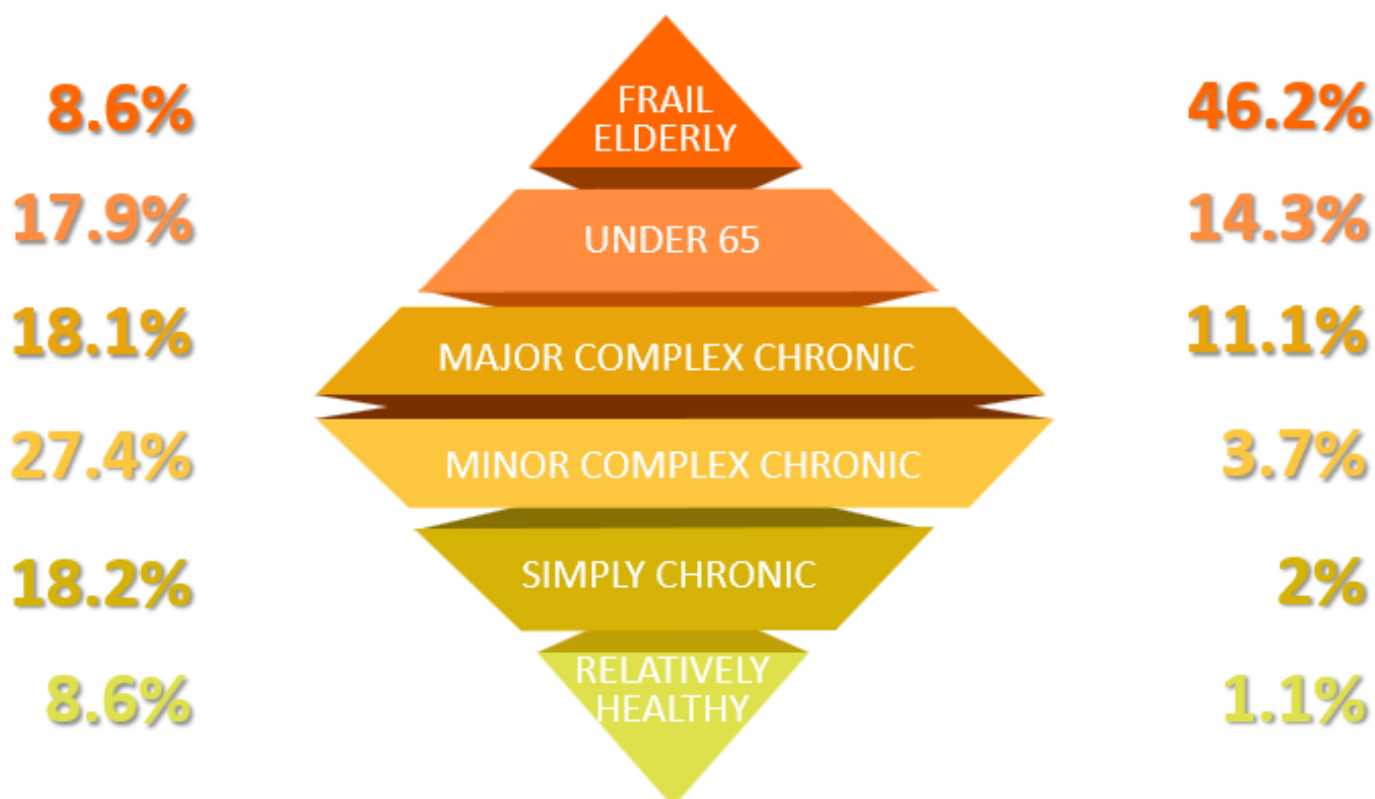 8.6%
FRAIL
ELDERLY
46.2%
17.9%
UNDER 65
14.3%
18.1%
MAJOR COMPLEX CHRONIC
11.1%
27.4%
MINOR COMPLEX CHRONIC
3.7%
18.2%
SIMPLY CHRONIC
2%
8.6%
RELATIVELY
HEALTHY
1.1%